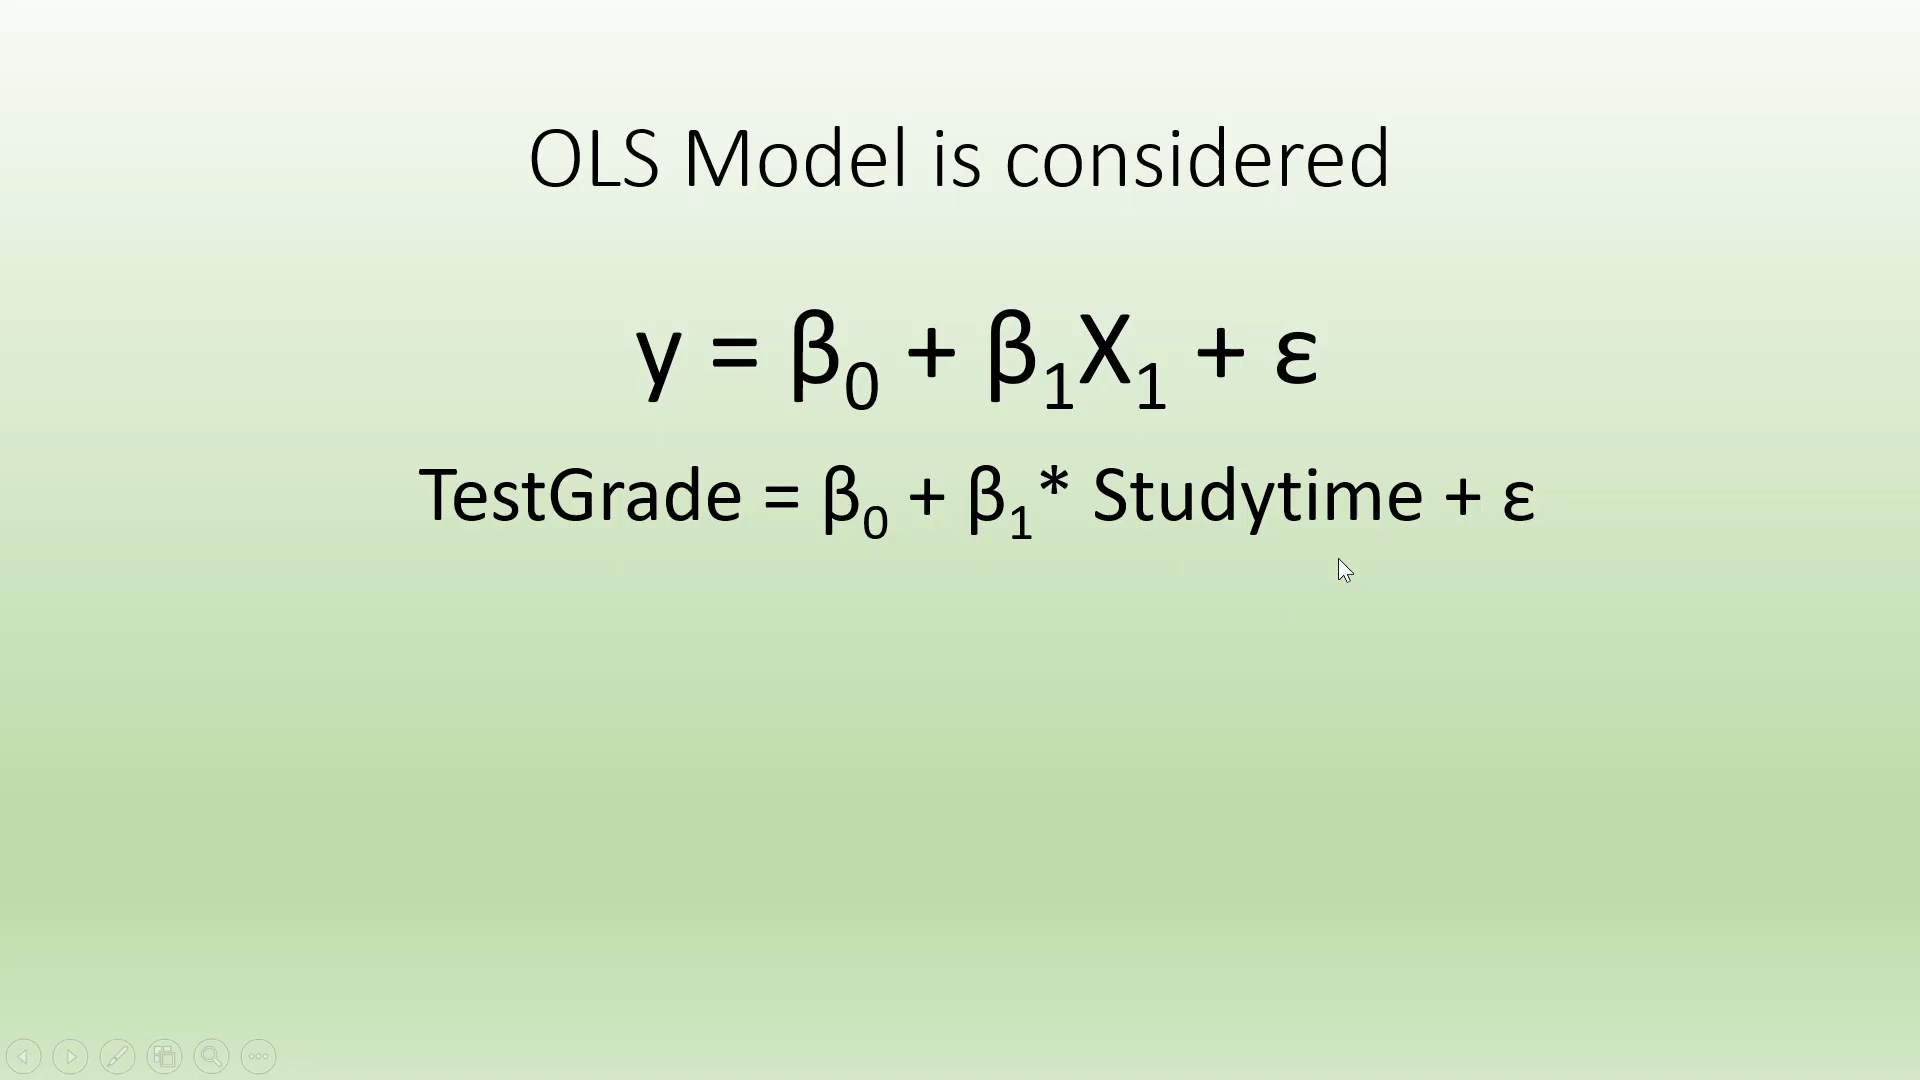 OLS Model is considered
y = β₀ + β₁X₁ + ε
TestGrade = β₀ + β₁* Studytime + ε